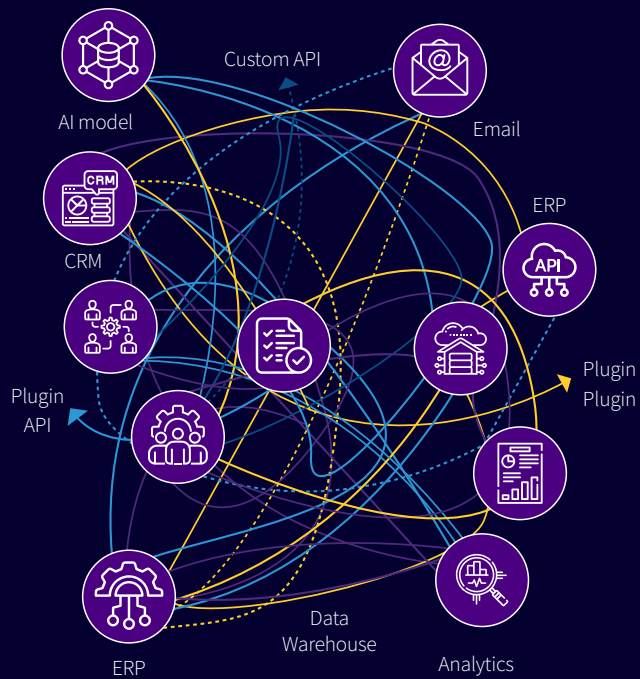 Custom API
@
AI model
Email
CRM
CRM
ERP
API
Plugin
API
Plugin
Plugin
Data
Warehouse
ERP
Analytics